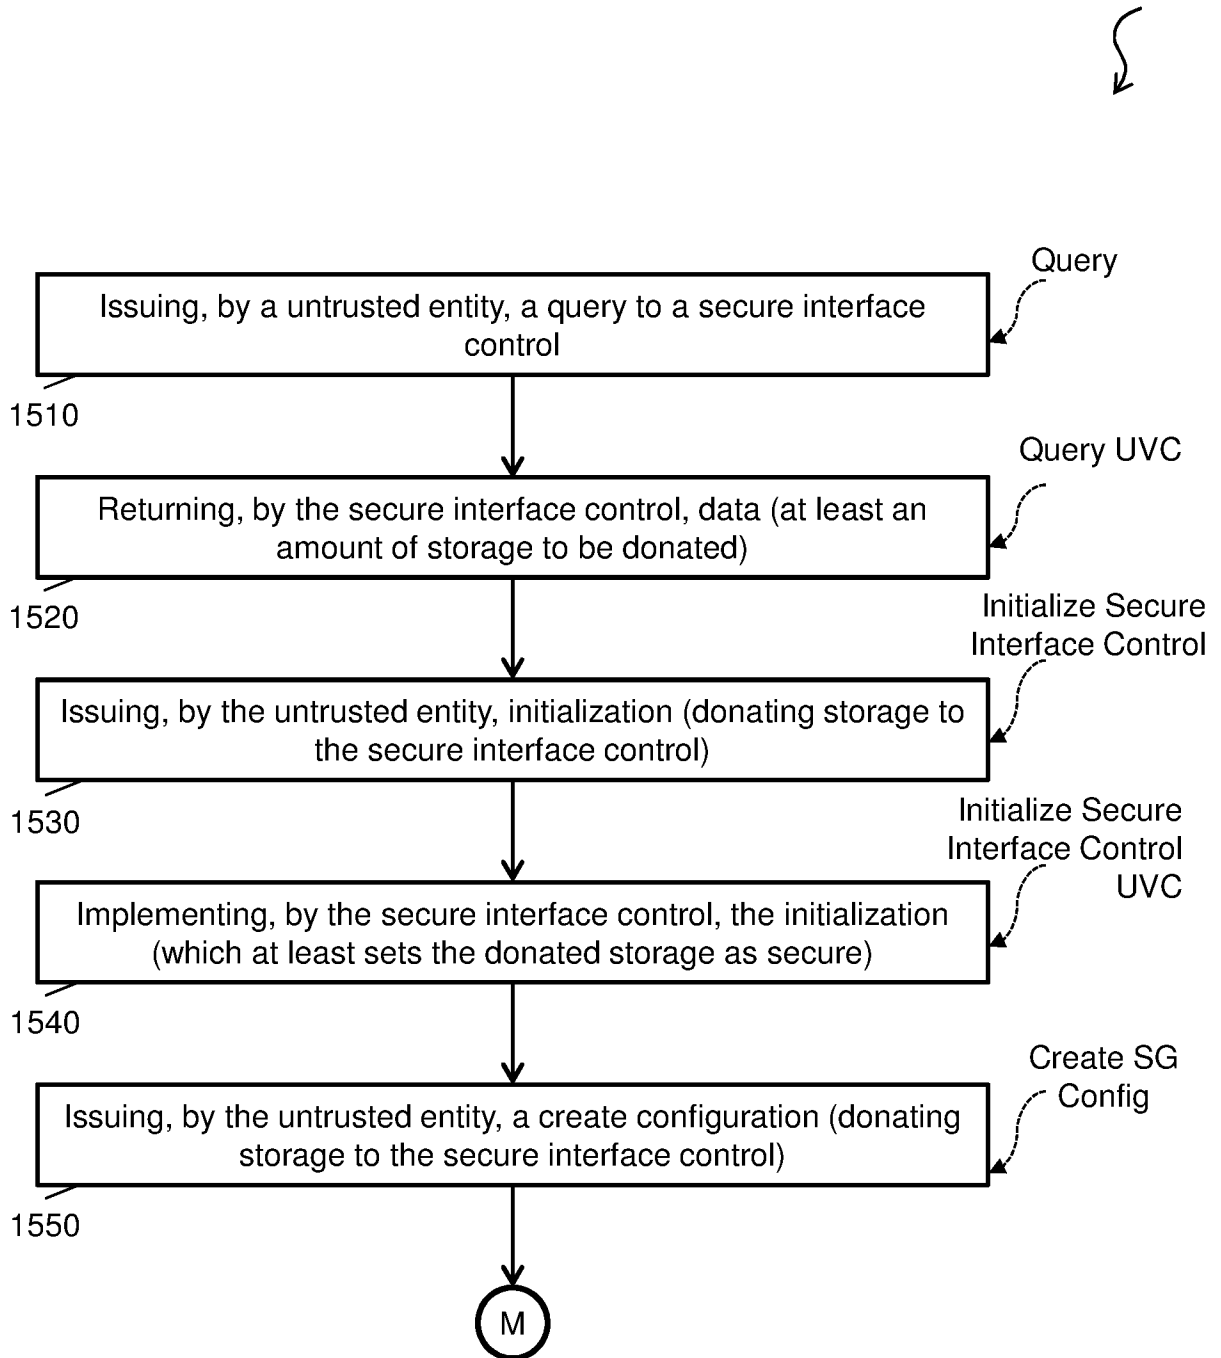 Query
Issuing, by a untrusted entity, a query to a secure interface
control
1510
Query UVC
Returning, by the secure interface control, data (at least an
amount of storage to be donated)
1520
Initialize Secure
Interface Control
Issuing, by the untrusted entity, initialization (donating storage to
the secure interface control)
1530
Initialize Secure
Interface Control
UVC
Implementing, by the secure interface control, the initialization
(which at least sets the donated storage as secure)
1540
Create SG
Config
Issuing, by the untrusted entity, a create configuration (donating
storage to the secure interface control)
1550
M